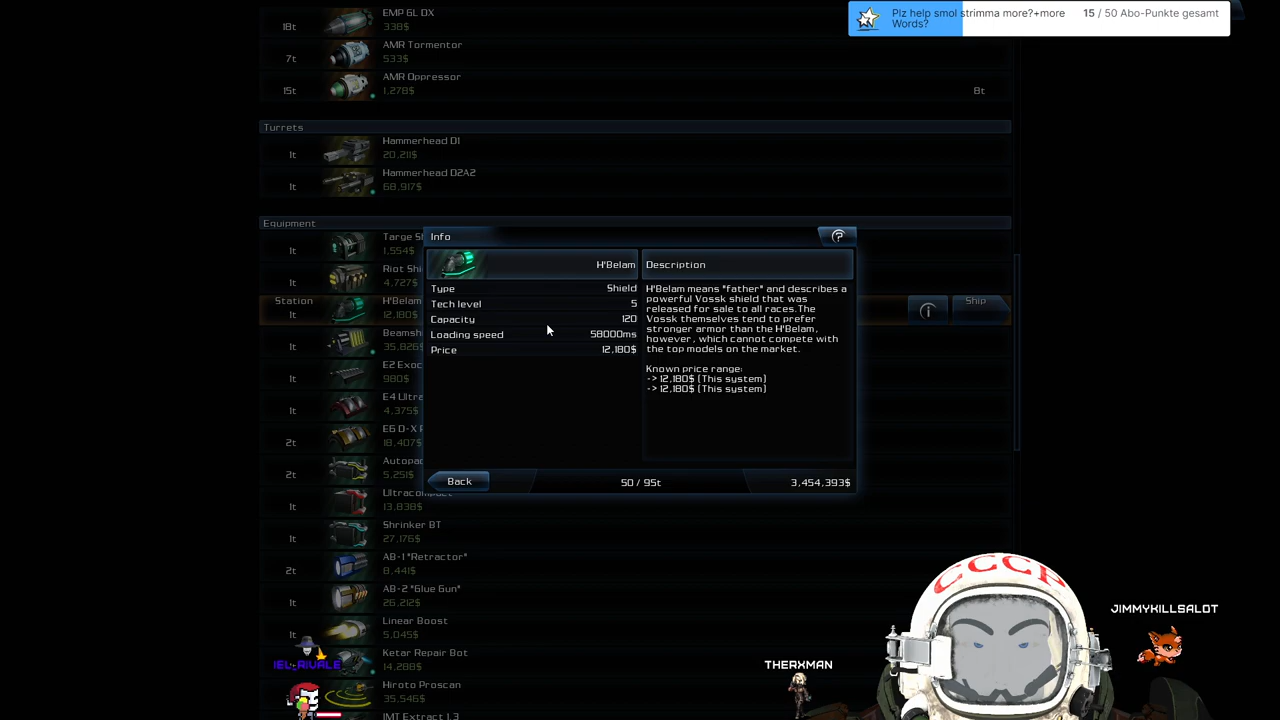 Plz help smol strimma more?+more Words?
15 / 50 Abo-Punkte gesamt
18t
EMP GL DX
338$
7t
AMR Tormentor
533$
15t
AMR Oppressor
1,278$
8t
Turrets
1t
Hammerhead D1
20,211$
1t
Hammerhead D2A2
68,917$
Equipment
1t
Targe Sh
1,554$
1t
Riot Shi
4,727$
Station
1t
H'Belam
12,180$
Ship
1t
Beamsh
35,826$
1t
E2 Exoc
980$
1t
E4 Ultra
4,375$
2t
E6 D-X P
18,407$
2t
Autopac
5,251$
1t
Ultracompact
13,838$
1t
Shrinker BT
27,176$
2t
AB-1 "Retractor"
8,441$
1t
AB-2 "Glue Gun"
26,212$
1t
Linear Boost
5,045$
Ketar Repair Bot
14,288$
Hiroto Proscan
35,546$
IMT Extract 1.3
Info
H'Belam
Type Shield
Tech level 5
Capacity 120
Loading speed 58000ms
Price 12,180$
Description
H'Belam means "father" and describes a
powerful Vossk shield that was
released for sale to all races.The
Vossk themselves tend to prefer
stronger armor than the H'Belam,
however, which cannot compete with
the top models on the market.
Known price range:
-> 12,180$ (This system)
-> 12,180$ (This system)
Back
50 / 95t
3,454,393$
CCCP
JIMMYKILLSALOT
THERXMAN
IEL_RIVALE